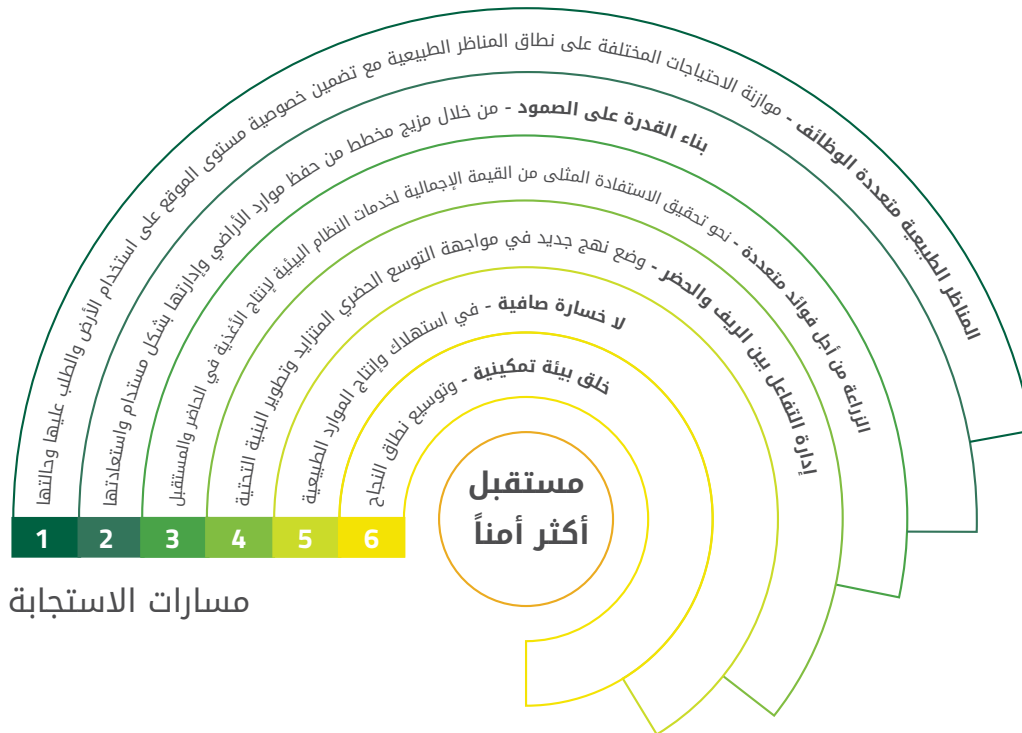 المناظر الطبيعية متعددة الوظائف - موازنة الاحتياجات المختلفة على نطاق المناظر الطبيعية مع تضمين خصوصية مستوى الموقع على استخدام الأرض والطلب عليها وحالتها
بناء القدرة على الصمود - من خلال مزيج مخطط من حفظ موارد الأراضي وإدارتها بشكل مستدام واستعادتها
الزراعة من أجل فوائد متعددة - نحو تحقيق الاستفادة المثلى من القيمة الإجمالية لخدمات النظام البيئية لإنتاج الأغذية في الحاضر والمستقبل
إدارة التفاعل بين الريف والحضر - وضع نهج جديد في مواجهة التوسع الحضري المتزايد وتطوير البنية التحتية
لا خسارة صافية - في استهلاك وإنتاج الموارد الطبيعية
خلق بيئة تمكينية - وتوسيع نطاق النجاح
مستقبل
أكثر أمناً
1 2 3 4 5 6
مسارات الاستجابة